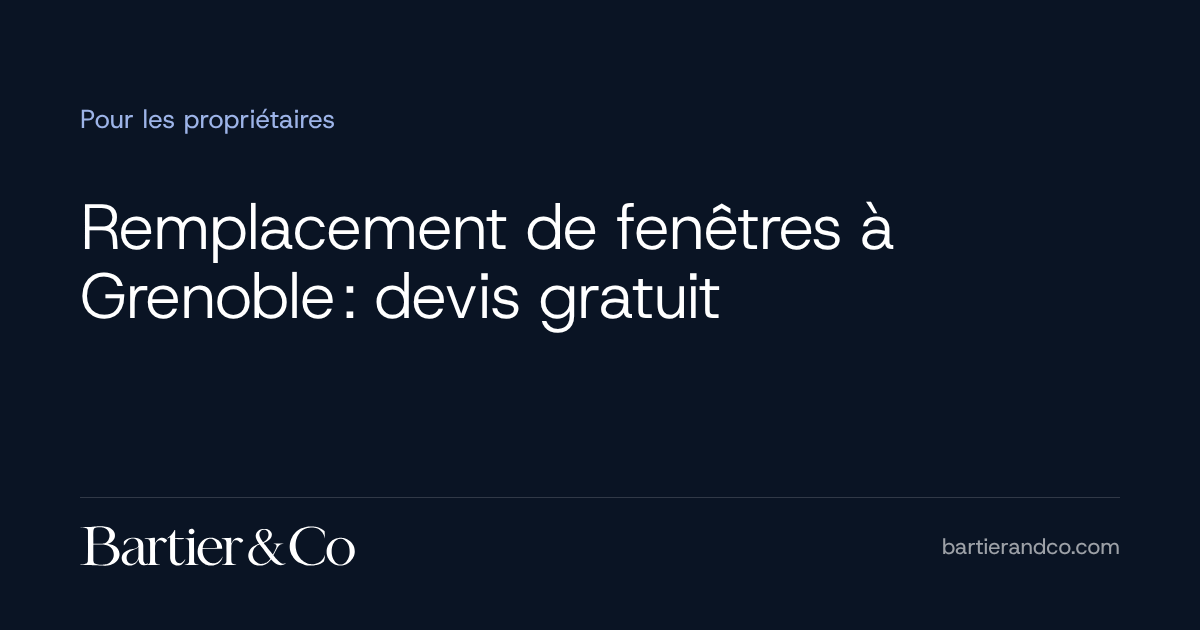 Pour les propriétaires
Remplacement de fenêtres à
Grenoble : devis gratuit
Bartier & Co
bartierandco.com